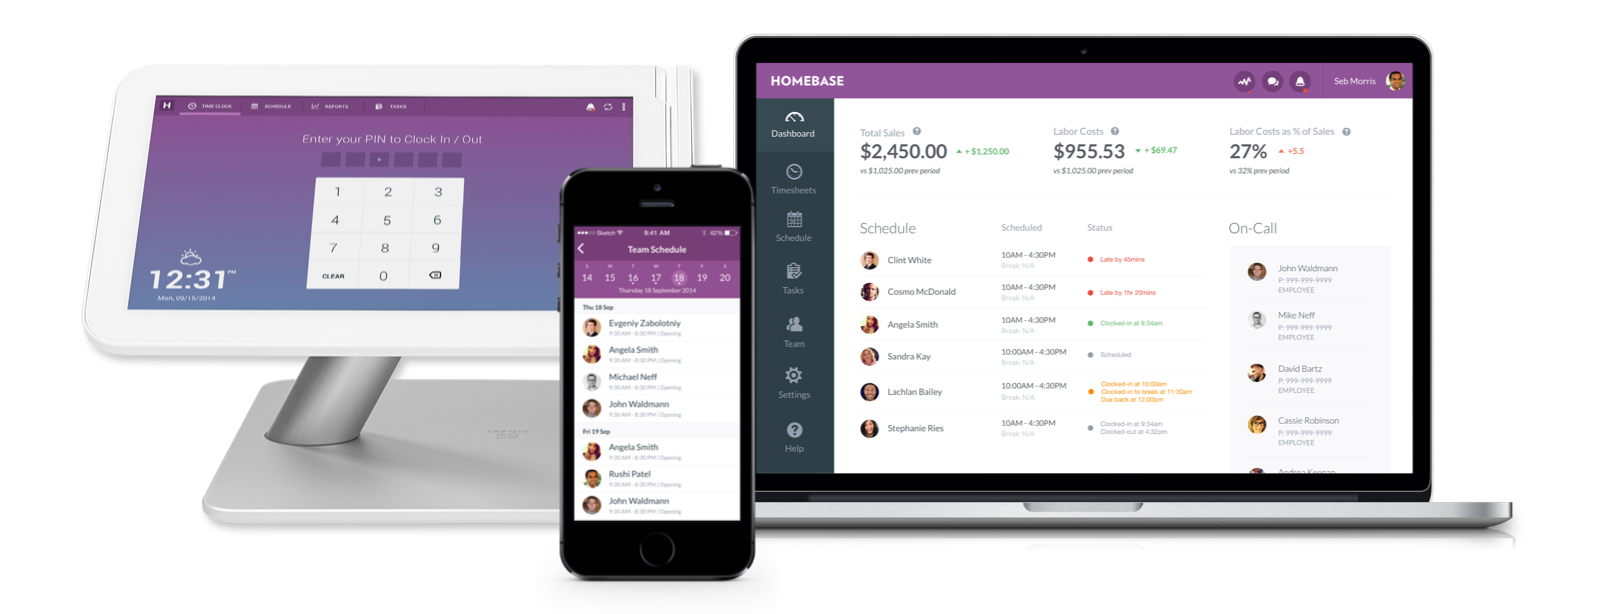 H TIME CLOCK SCHEDULE REPORTS TASKS
Enter your PIN to Clock In / Out
1 2 3
4 5 6
7 8 9
CLEAR 0
12:31 PM
Mon, 09/15/2014
Sketch 9:41 AM 42%
Team Schedule
S M T W T F S
14 15 16 17 18 19 20
Thursday 18 September 2014
Thu 18 Sep
Evgeniy Zabolotniy
9:30 AM - 8:30 PM | Opening
Angela Smith
9:30 AM - 8:30 PM | Opening
Michael Neff
9:30 AM - 8:30 PM | Opening
John Waldmann
9:30 AM - 8:30 PM | Opening
Fri 19 Sep
Angela Smith
9:30 AM - 8:30 PM | Opening
Rushi Patel
9:30 AM - 8:30 PM | Opening
John Waldmann
9:30 AM - 8:30 PM | Opening
HOMEBASE
Seb Morris
Dashboard
Timesheets
Schedule
Tasks
Team
Settings
Help
Total Sales ?
$2,450.00 + $1,250.00
vs $1,025.00 prev period
Labor Costs ?
$955.53 + $69.47
vs $1,025.00 prev period
Labor Costs as % of Sales ?
27% +5.5
vs 32% prev period
Schedule Scheduled Status
Clint White 10AM - 4:30PM Late by 45mins
Break: N/A
Cosmo McDonald 10AM - 4:30PM Late by 1hr 20mins
Break: N/A
Angela Smith 10AM - 4:30PM Clocked-in at 9:34am
Break: N/A
Sandra Kay 10:00AM - 4:30PM Scheduled
Break: N/A
Lachlan Bailey 10:00AM - 4:30PM Clocked-in at 10:00am
Break: N/A Clocked-in to break at 11:30am
Due back at 12:00pm
Stephanie Ries 10AM - 4:30PM Clocked-in at 9:34am
Break: N/A Clocked-out at 4:32pm
On-Call
John Waldmann
P: 999-999-9999
EMPLOYEE
Mike Neff
P: 999-999-9999
EMPLOYEE
David Bartz
P: 999-999-9999
EMPLOYEE
Cassie Robinson
P: 999-999-9999
EMPLOYEE
Andrea Keenan